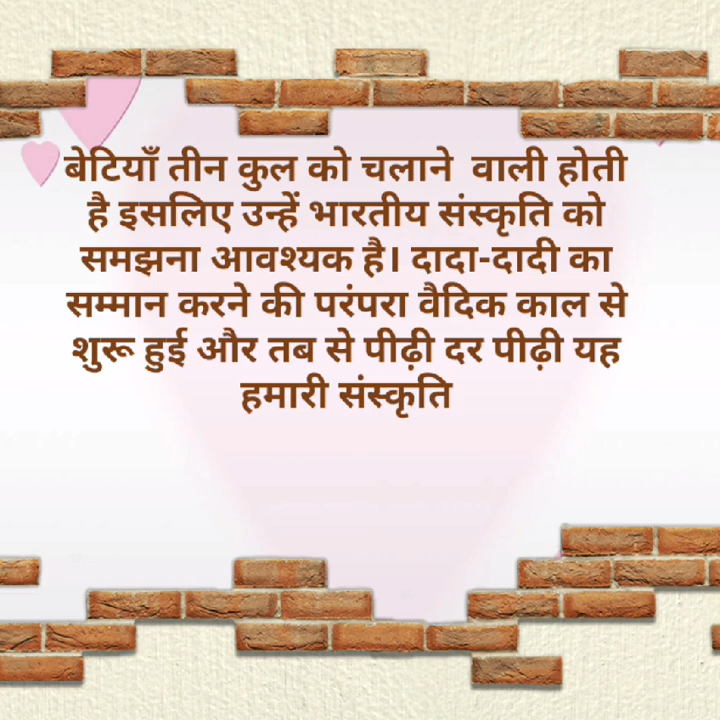 बेटियाँ तीन कुल को चलाने वाली होती
है इसलिए उन्हें भारतीय संस्कृति को
समझना आवश्यक है। दादा-दादी का
सम्मान करने की परंपरा वैदिक काल से
शुरू हुई और तब से पीढ़ी दर पीढ़ी यह
हमारी संस्कृति